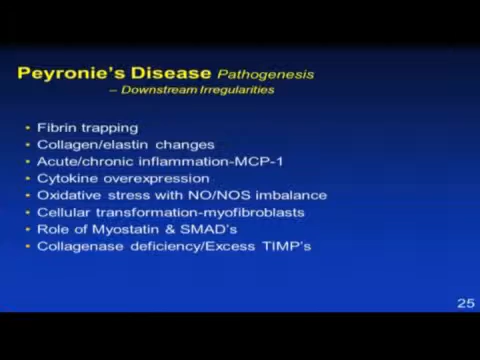 Peyronie's Disease Pathogenesis
– Downstream Irregularities
• Fibrin trapping
• Collagen/elastin changes
• Acute/chronic inflammation-MCP-1
• Cytokine overexpression
• Oxidative stress with NO/NOS imbalance
• Cellular transformation-myofibroblasts
• Role of Myostatin & SMAD's
• Collagenase deficiency/Excess TIMP's
25